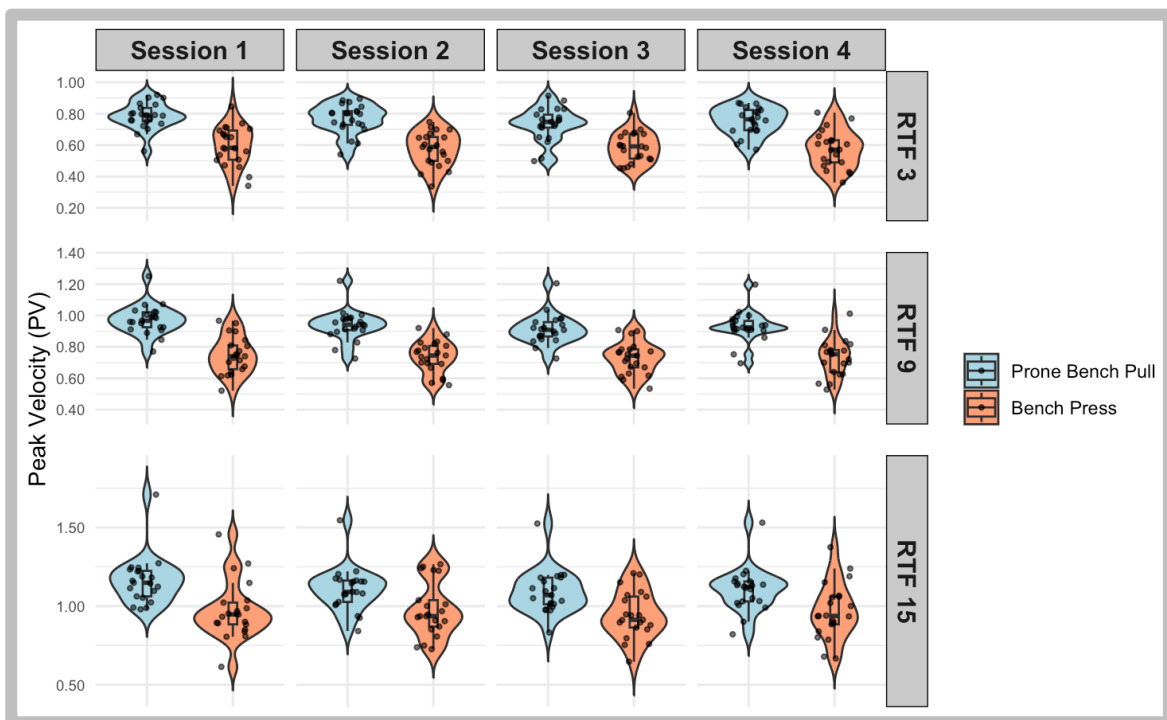 Session 1
Session 2
Session 3
Session 4
1.00
0.80
0.60
0.40
0.20
RTF 3
1.40
1.20
1.00
0.80
0.60
0.40
RTF 9
Peak Velocity (PV)
Prone Bench Pull
Bench Press
1.50
1.00
0.50
RTF 15